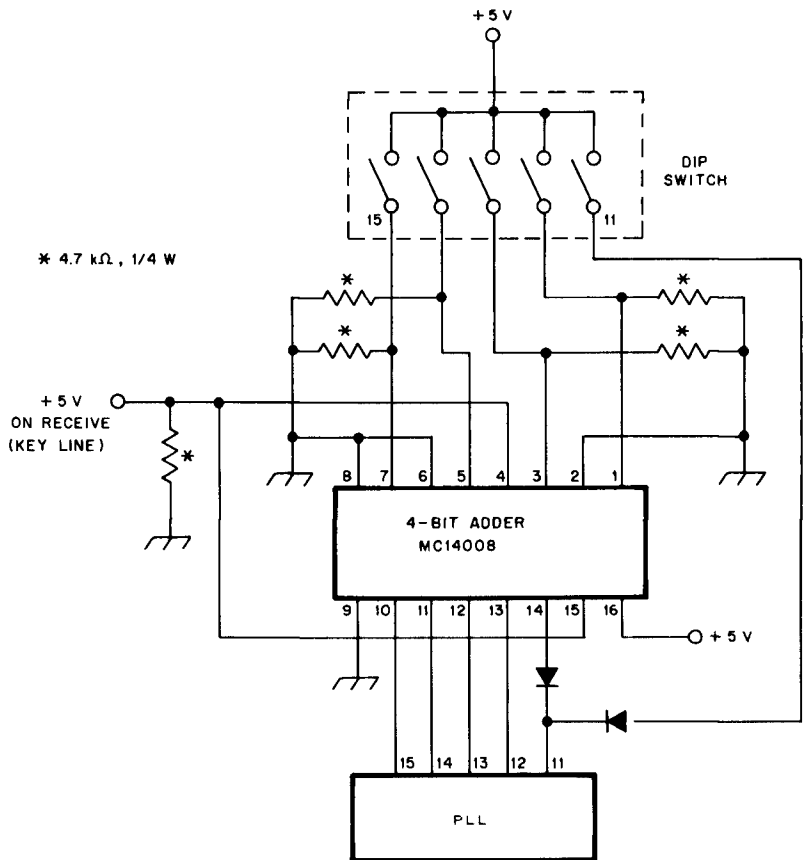 +5 V
DIP
SWITCH
15
11
* 4.7 kΩ, 1/4 W
*
*
*
*
+5 V
ON RECEIVE
(KEY LINE)
*
8 7 6 5 4 3 2 1
4-BIT ADDER
MC14008
9 10 11 12 13 14 15 16
+5 V
15 14 13 12 11
PLL